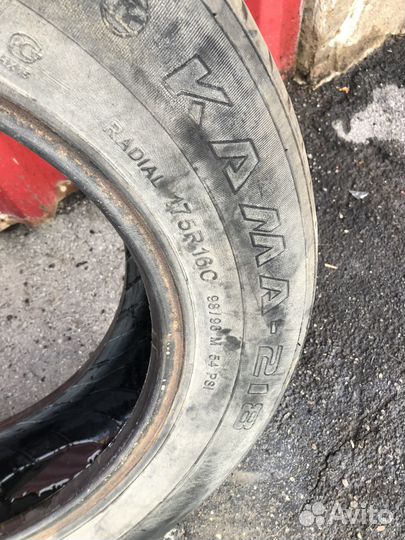 КАМА-218
RADIAL 175R16C 98/96 M 54 PSI
Avito